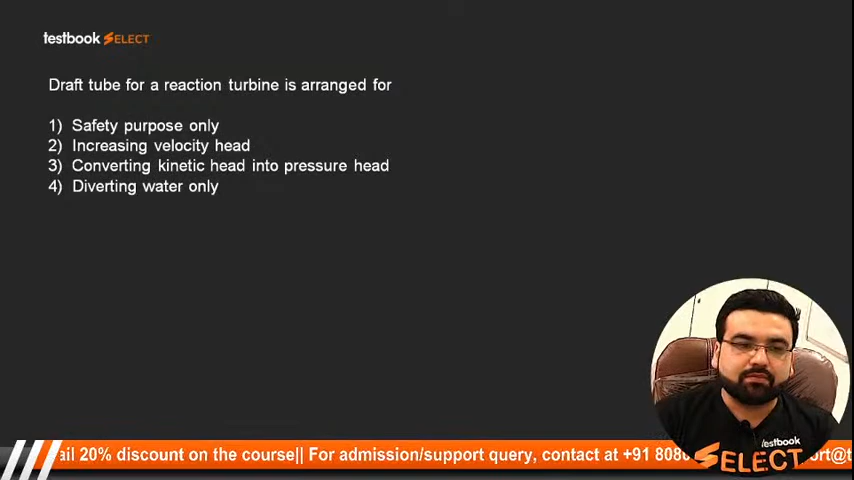 testbook SELECT
Draft tube for a reaction turbine is arranged for
1) Safety purpose only
2) Increasing velocity head
3) Converting kinetic head into pressure head
4) Diverting water only
testbook
SELECT
20% discount on the course|| For admission/support query, contact at +91